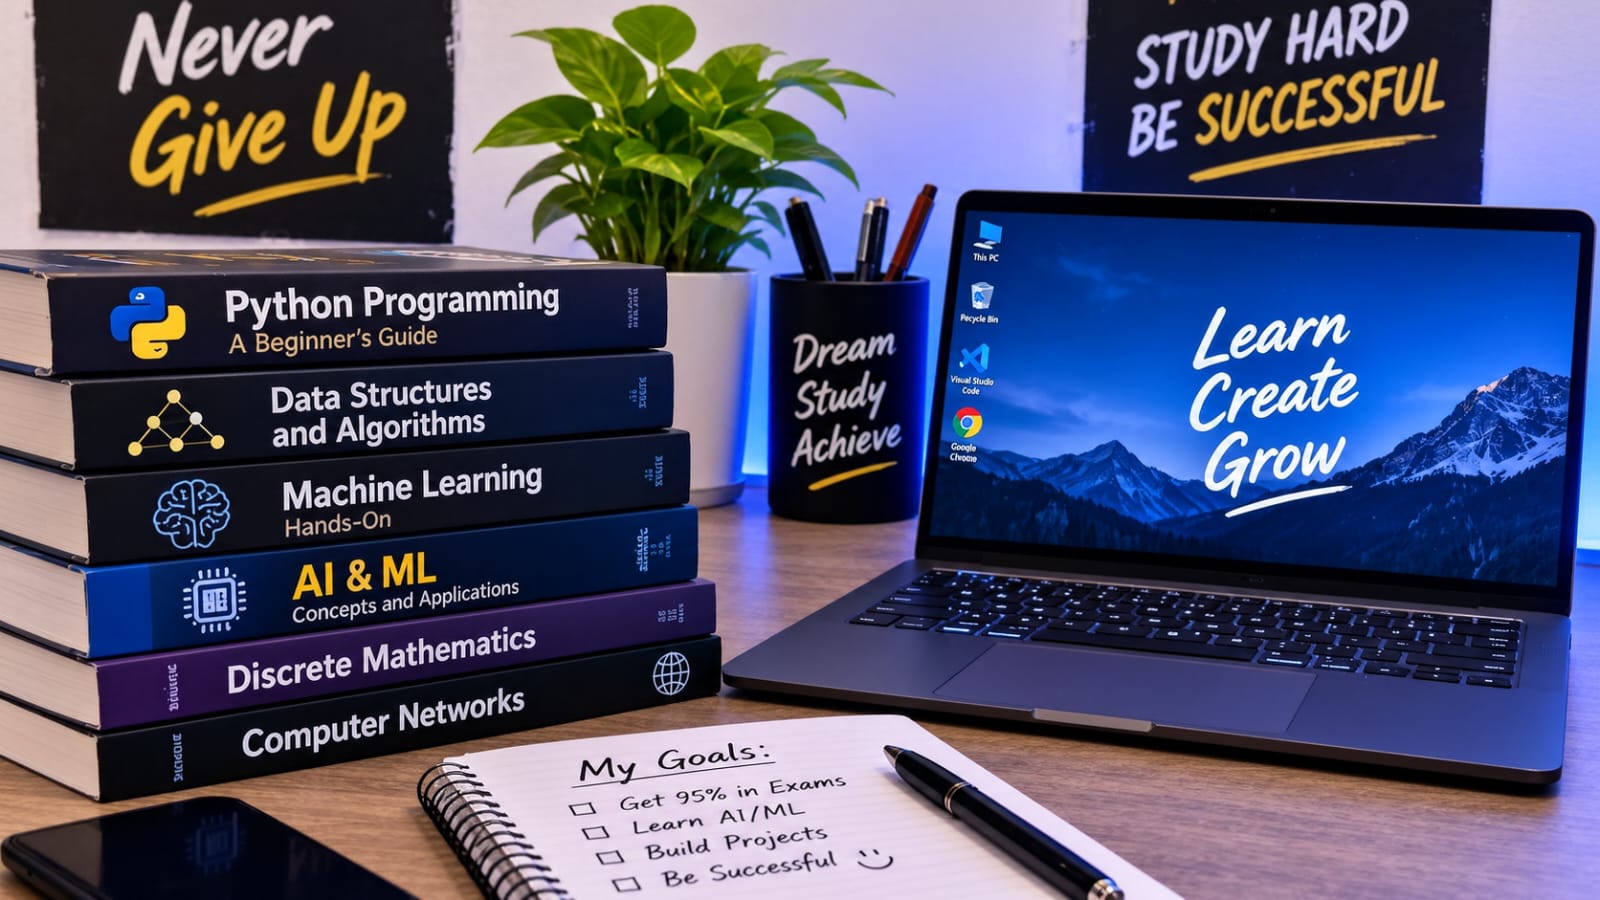 Never
Give Up
STUDY HARD
BE SUCCESSFUL
Python Programming
A Beginner's Guide
Data Structures
and Algorithms
Machine Learning
Hands-On
AI & ML
Concepts and Applications
Discrete Mathematics
Computer Networks
Dream
Study
Achieve
This PC
Recycle Bin
Visual Studio
Code
Google
Chrome
Learn
Create
Grow
My Goals:
Get 95% in Exams
Learn AI/ML
Build Projects
Be Successful